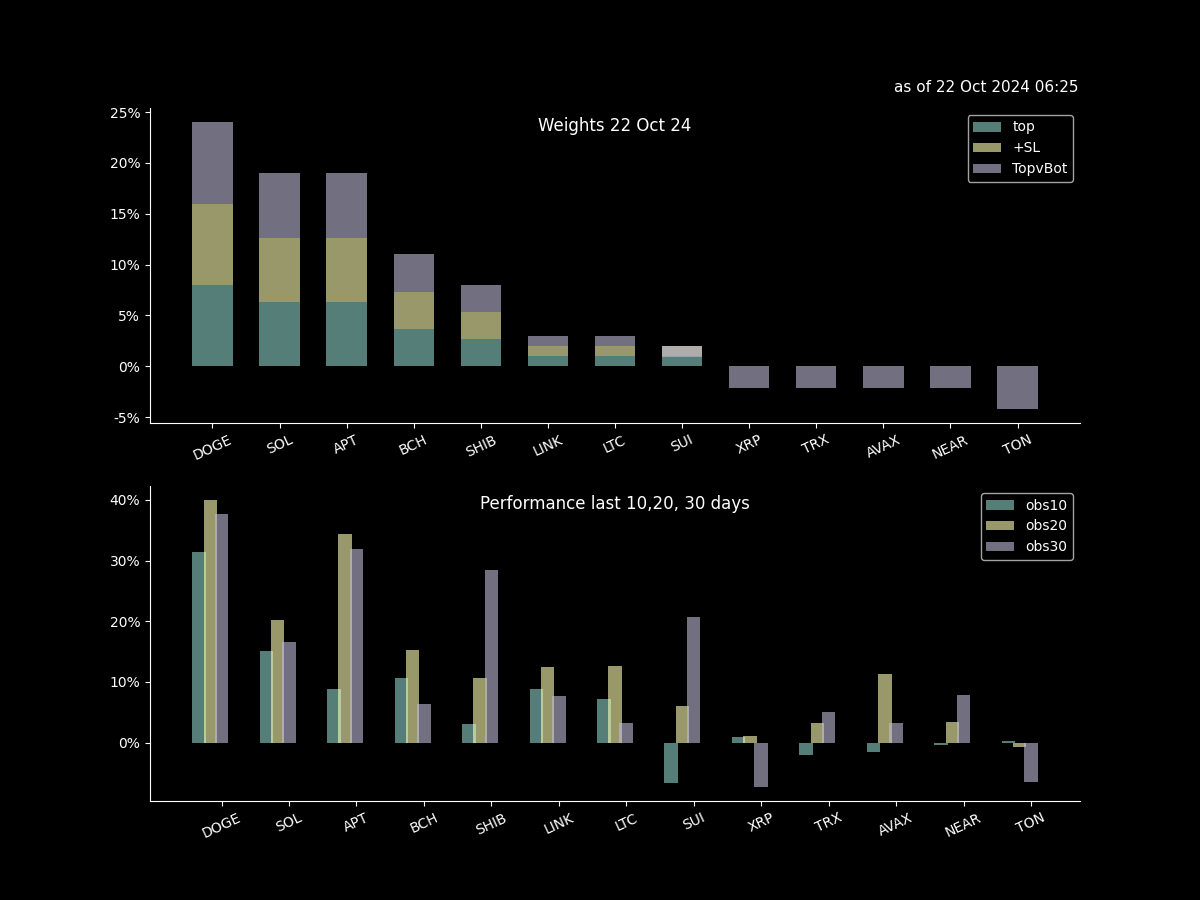 as of 22 Oct 2024 06:25
Weights 22 Oct 24
top
+SL
TopvBot
25%
20%
15%
10%
5%
0%
-5%
DOGE SOL APT BCH SHIB LINK LTC SUI XRP TRX AVAX NEAR TON
Performance last 10,20, 30 days
obs10
obs20
obs30
40%
30%
20%
10%
0%
DOGE SOL APT BCH SHIB LINK LTC SUI XRP TRX AVAX NEAR TON